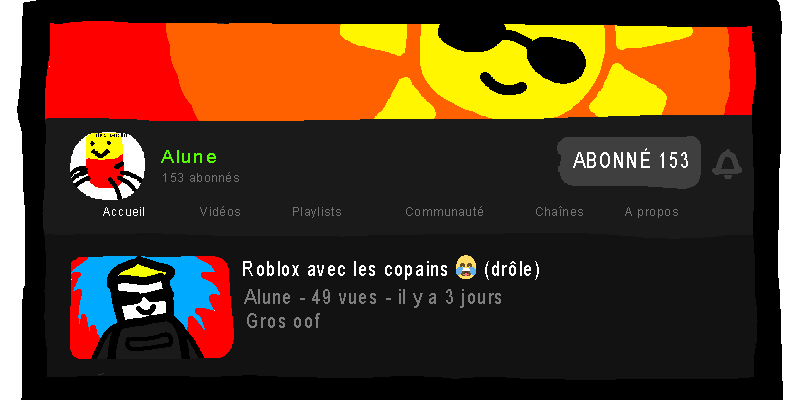 Alune
153 abonnés
ABONNÉ 153
Accueil Vidéos Playlists Communauté Chaînes A propos
Roblox avec les copains 😂 (drôle)
Alune - 49 vues - il y a 3 jours
Gros oof